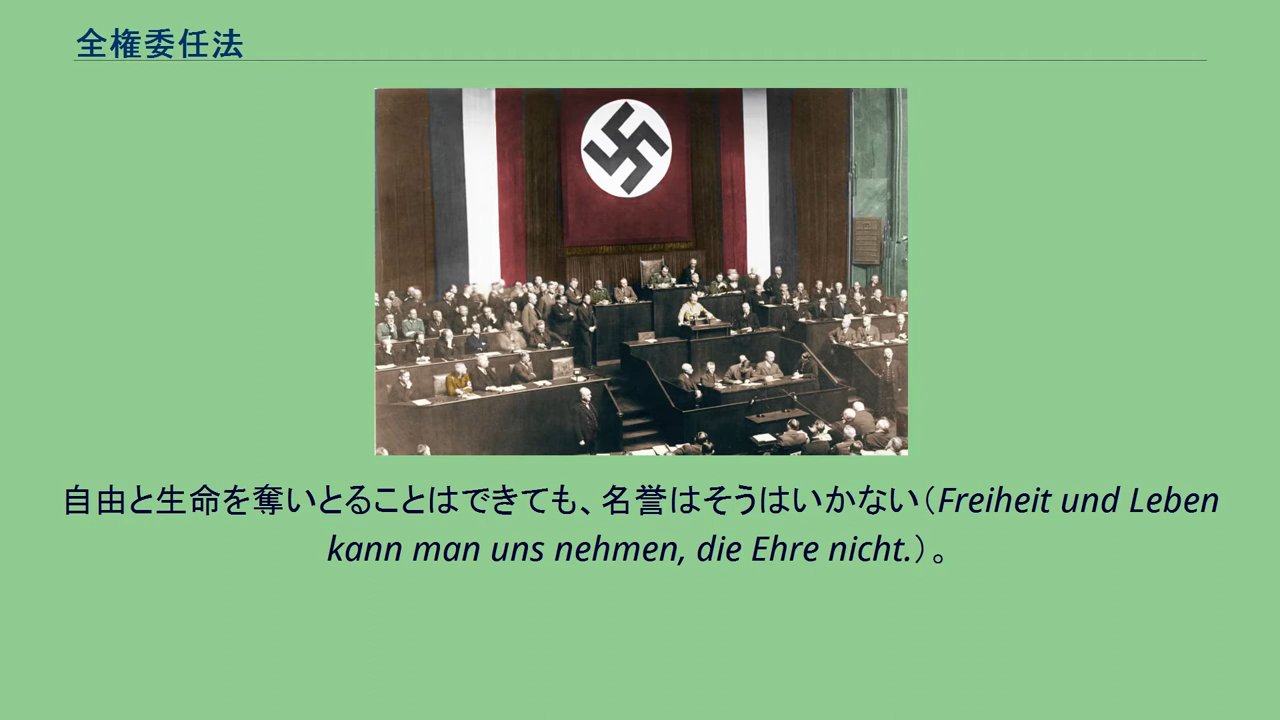 全権委任法
自由と生命を奪いとることはできても、名誉はそうはいかない（Freiheit und Leben
kann man uns nehmen, die Ehre nicht.）。